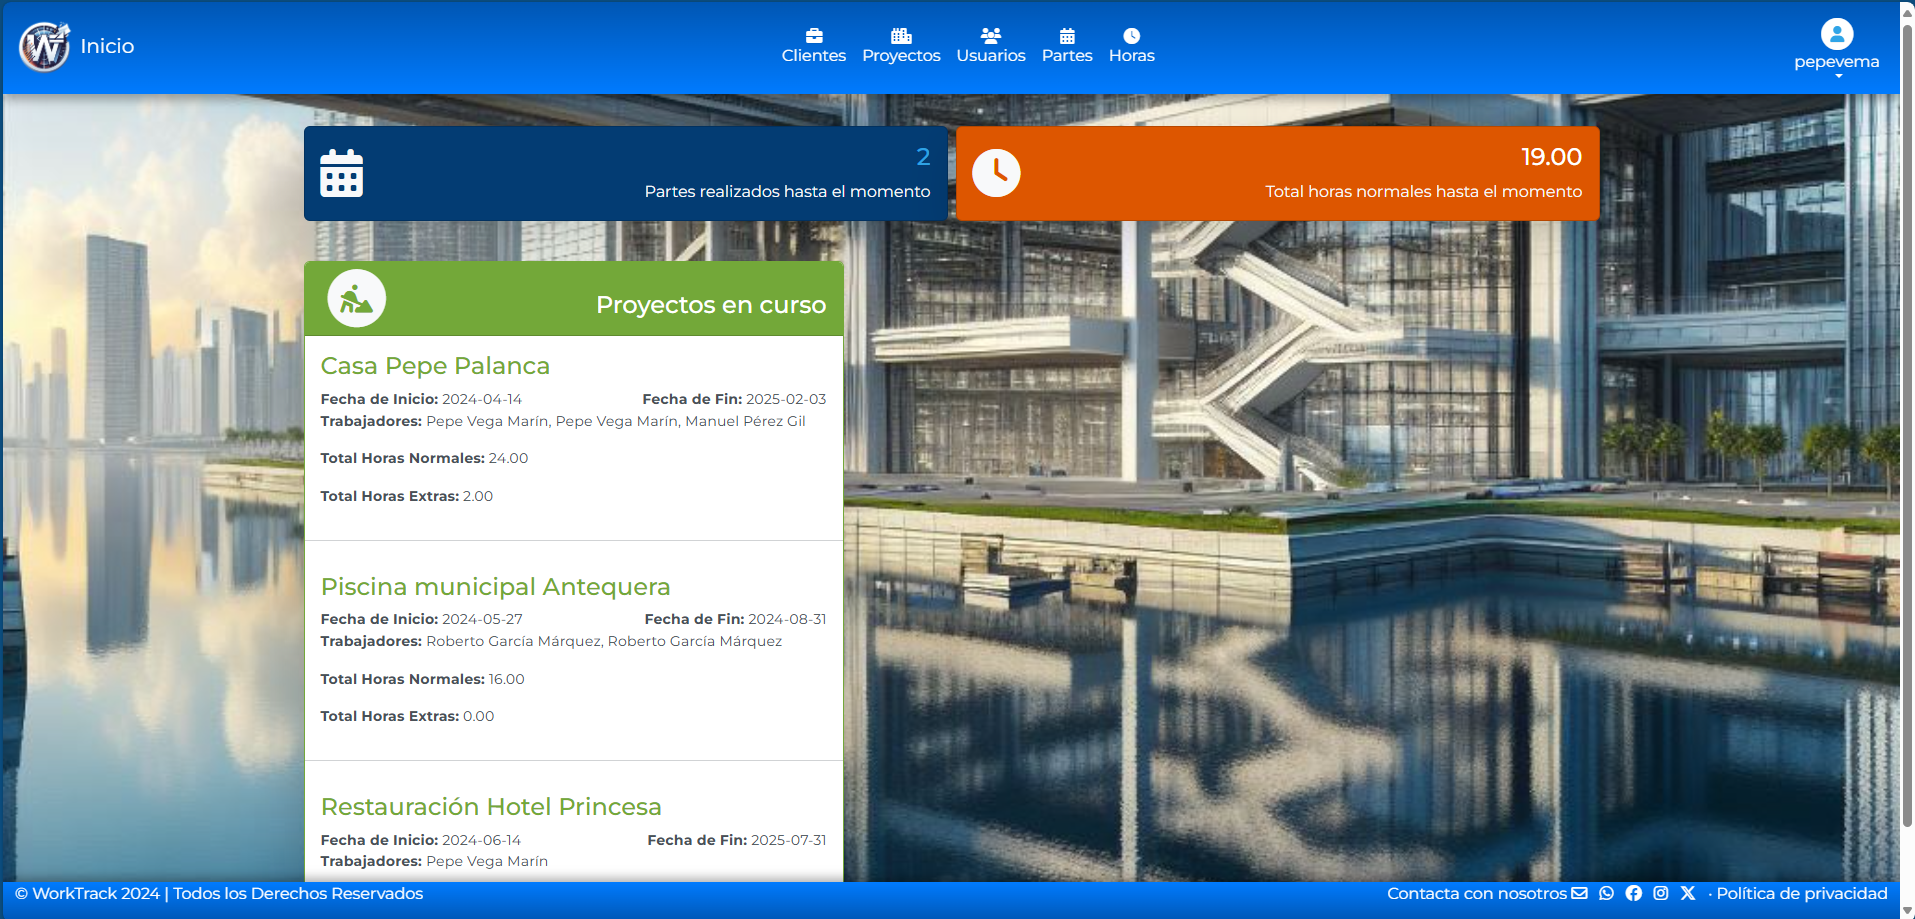 W Inicio
Clientes Proyectos Usuarios Partes Horas
pepevema
2
Partes realizados hasta el momento
19.00
Total horas normales hasta el momento
Proyectos en curso
Casa Pepe Palanca
Fecha de Inicio: 2024-04-14 Fecha de Fin: 2025-02-03
Trabajadores: Pepe Vega Marín, Pepe Vega Marín, Manuel Pérez Gil
Total Horas Normales: 24.00
Total Horas Extras: 2.00
Piscina municipal Antequera
Fecha de Inicio: 2024-05-27 Fecha de Fin: 2024-08-31
Trabajadores: Roberto García Márquez, Roberto García Márquez
Total Horas Normales: 16.00
Total Horas Extras: 0.00
Restauración Hotel Princesa
Fecha de Inicio: 2024-06-14 Fecha de Fin: 2025-07-31
Trabajadores: Pepe Vega Marín
© WorkTrack 2024 | Todos los Derechos Reservados
Contacta con nosotros · Política de privacidad